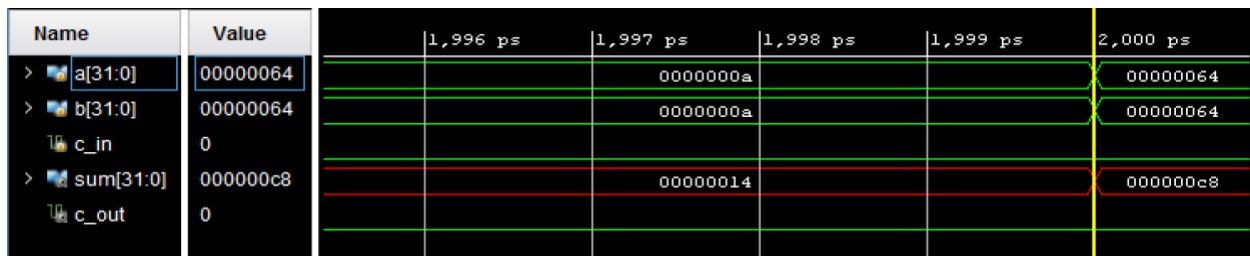 Name Value |1,996 ps |1,997 ps |1,998 ps |1,999 ps 2,000 ps
> a[31:0] 00000064 0000000a 00000064
> b[31:0] 00000064 0000000a 00000064
c_in 0
> sum[31:0] 000000c8 00000014 000000c8
c_out 0